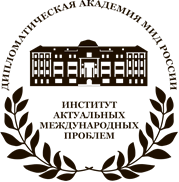 ДИПЛОМАТИЧЕСКАЯ АКАДЕМИЯ МИД РОССИИ
ИНСТИТУТ
АКТУАЛЬНЫХ
МЕЖДУНАРОДНЫХ
ПРОБЛЕМ